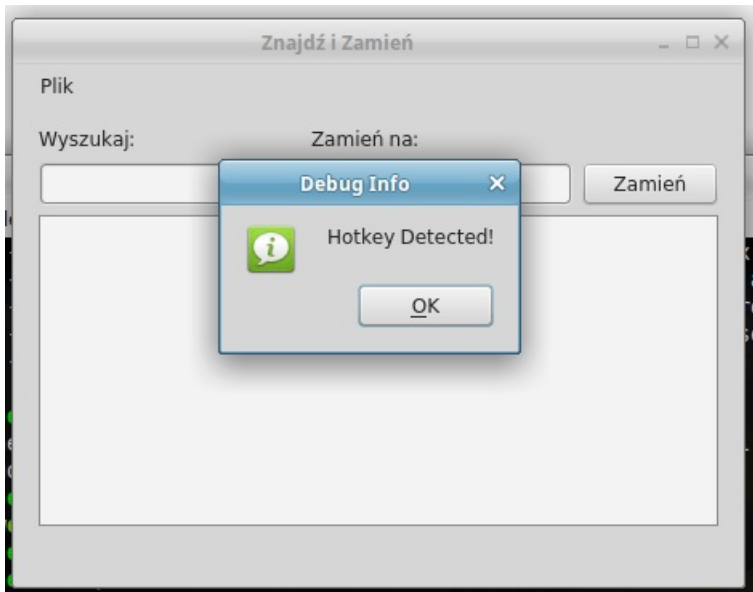 Znajdź i Zamień
Plik
Wyszukaj: Zamień na:
Debug Info
Zamień
Hotkey Detected!
OK